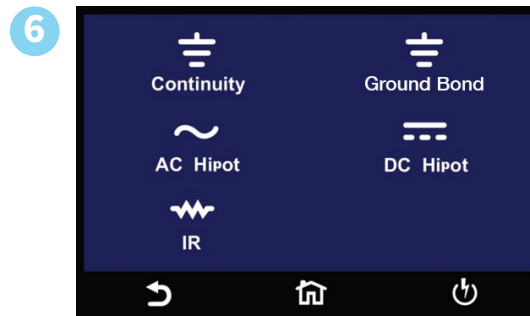 6
Continuity
Ground Bond
AC Hipot
DC Hipot
IR